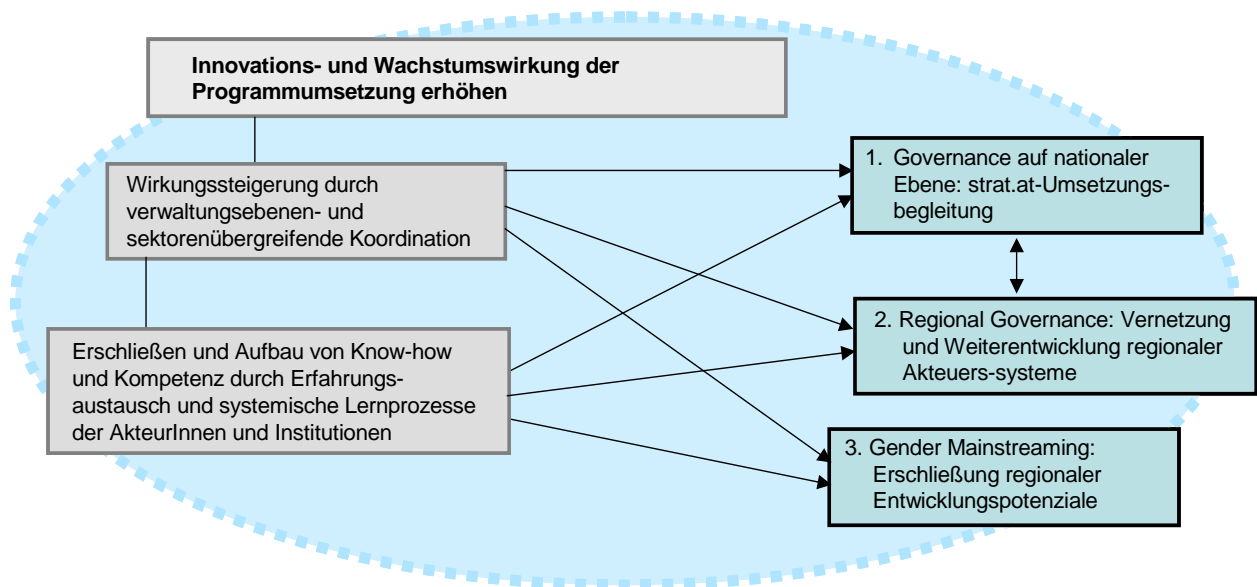 Innovations- und Wachstumswirkung der
Programmumsetzung erhöhen
Wirkungssteigerung durch
verwaltungsebenen- und
sektorenübergreifende Koordination
Erschließen und Aufbau von Know-how
und Kompetenz durch Erfahrungs-
austausch und systemische Lernprozesse
der AkteurInnen und Institutionen
1. Governance auf nationaler
Ebene: strat.at-Umsetzungs-
begleitung
2. Regional Governance: Vernetzung
und Weiterentwicklung regionaler
Akteuers-systeme
3. Gender Mainstreaming:
Erschließung regionaler
Entwicklungspotenziale